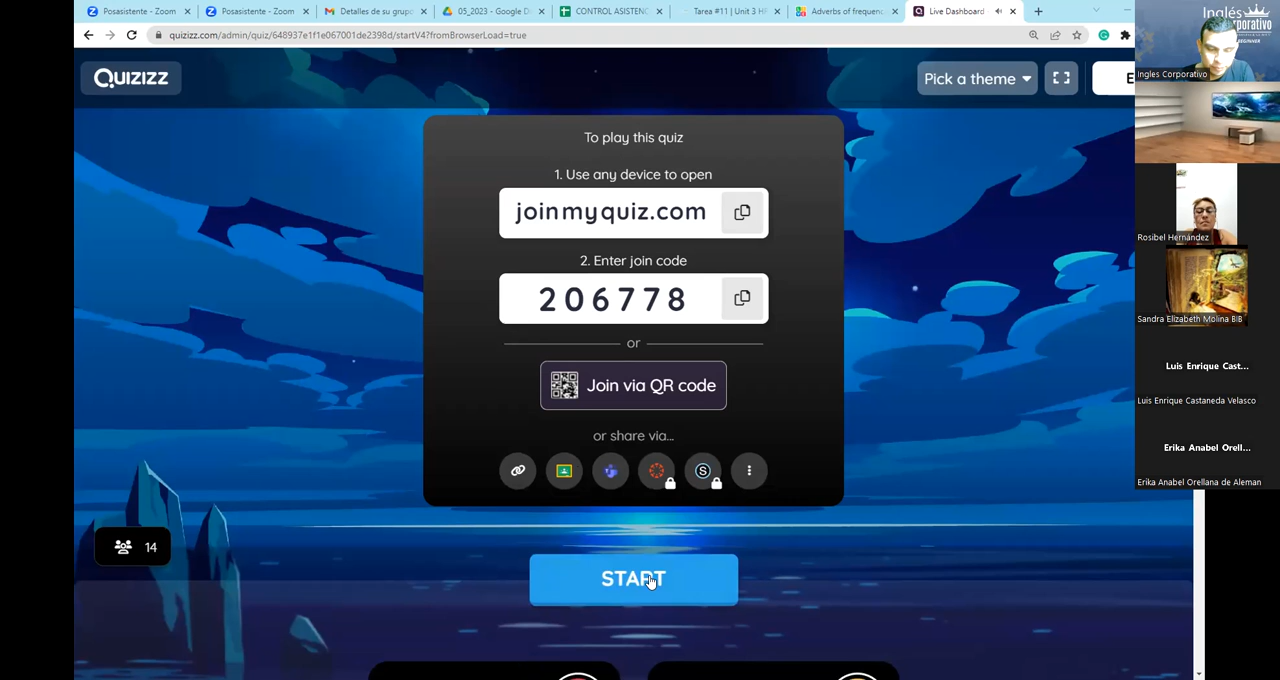 Posasistente - Zoom
Posasistente - Zoom
Detalles de su grupo
05_2023 - Google D
CONTROL ASISTENC
Tarea #11 | Unit 3 HF
Adverbs of frequenc
Live Dashboard
quizizz.com/admin/quiz/648937e1f1e067001de2398d/startV4?fromBrowserLoad=true
Quizizz
Pick a theme
E
To play this quiz
1. Use any device to open
joinmyquiz.com
2. Enter join code
206778
or
Join via QR code
or share via...
S
14
START
Inglés
Corporativo
BEGINNER
Ingles Corporativo
Rosibel Hernández
Sandra Elizabeth Molina BIB
Luis Enrique Cast...
Luis Enrique Castaneda Velasco
Erika Anabel Orell...
Erika Anabel Orellana de Aleman